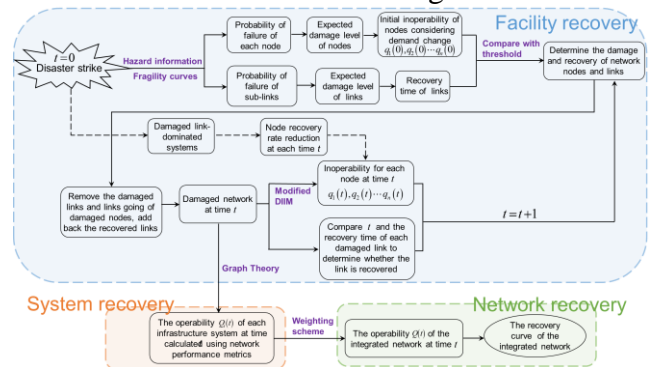 Facility recovery
t=0
Disaster strike
Hazard information
Fragility curves
Probability of
failure of
each node
Expected
damage level
of nodes
Initial inoperability of
nodes considering
demand change
q₁(0),q₂(0)···qₙ(0)
Probability of
failure of
sub-links
Expected
damage level
of links
Recovery
time of links
Compare with
threshold
Determine the damage
and recovery of network
nodes and links
Damaged link-
dominated
systems
Node recovery
rate reduction
at each time t
Remove the damaged
links and links going of
damaged nodes, add
back the recovered links
Damaged network
at time t
Modified
DIIM
Inoperability for each
node at time t
q₁(t),q₂(t)···qₙ(t)
Compare t and the
recovery time of each
damaged link to
determine whether the
link is recovered
t=t+1
Graph Theory
System recovery
The operability Q(t) of each
infrastructure system at time
calculated using network
performance metrics
Weighting
scheme
Network recovery
The operability Q(t) of the
integrated network at time t
The recovery
curve of the
integrated network